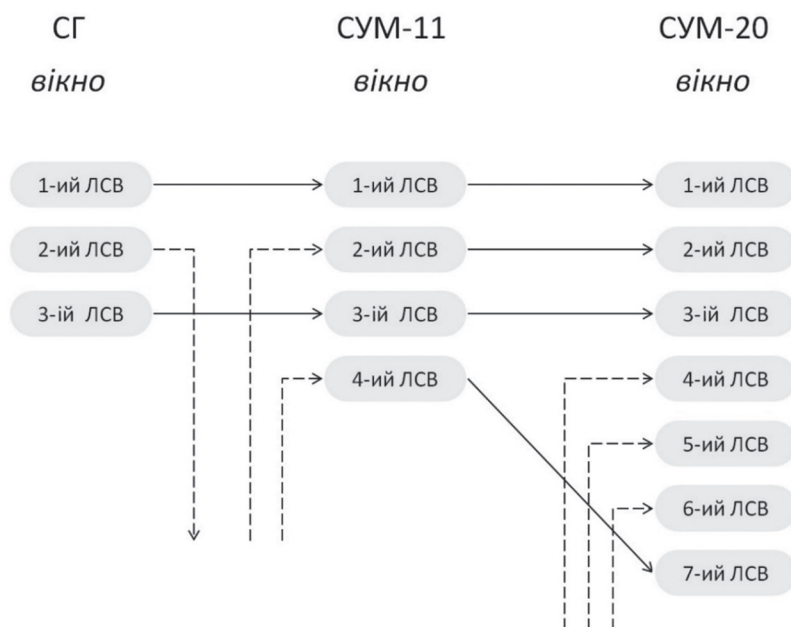 СГ СУМ-11 СУМ-20
вікно вікно вікно
1-ий ЛСВ 1-ий ЛСВ 1-ий ЛСВ
2-ий ЛСВ 2-ий ЛСВ 2-ий ЛСВ
3-ій ЛСВ 3-ій ЛСВ 3-ій ЛСВ
4-ий ЛСВ 4-ий ЛСВ
5-ий ЛСВ
6-ий ЛСВ
7-ий ЛСВ